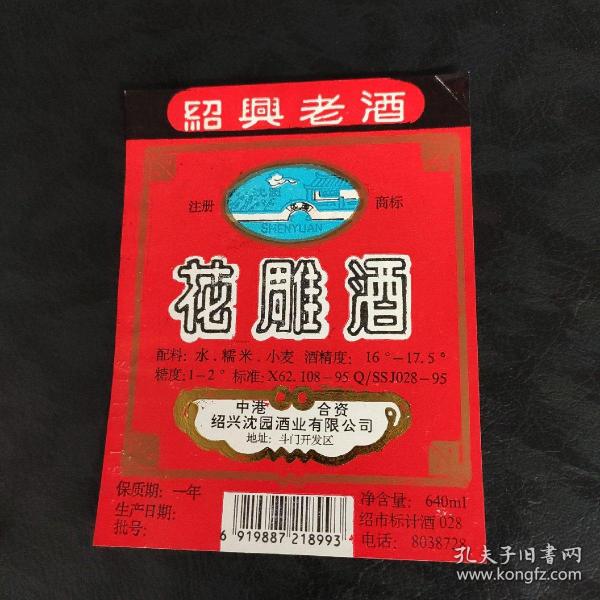 紹興老酒
注册 沈园 商标
沈園
SHENYUAN
花雕酒
配料: 水.糯米.小麦 酒精度: 16°-17.5°
糖度:1-2° 标准:X62.108-95 Q/SSJ028-95
中港 合资
绍兴沈园酒业有限公司
地址: 斗门开发区
保质期: 一年
生产日期:
批号:
6 919887 218993
净含量: 640ml
绍市标计酒 028
电话: 8038728
孔夫子旧书网
www.kongfz.com